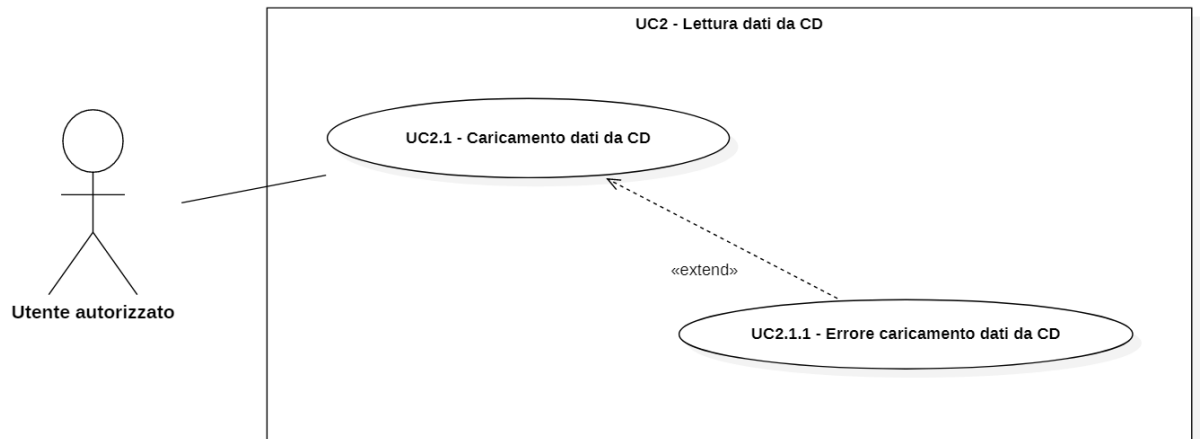 UC2 - Lettura dati da CD
UC2.1 - Caricamento dati da CD
«extend»
Utente autorizzato
UC2.1.1 - Errore caricamento dati da CD